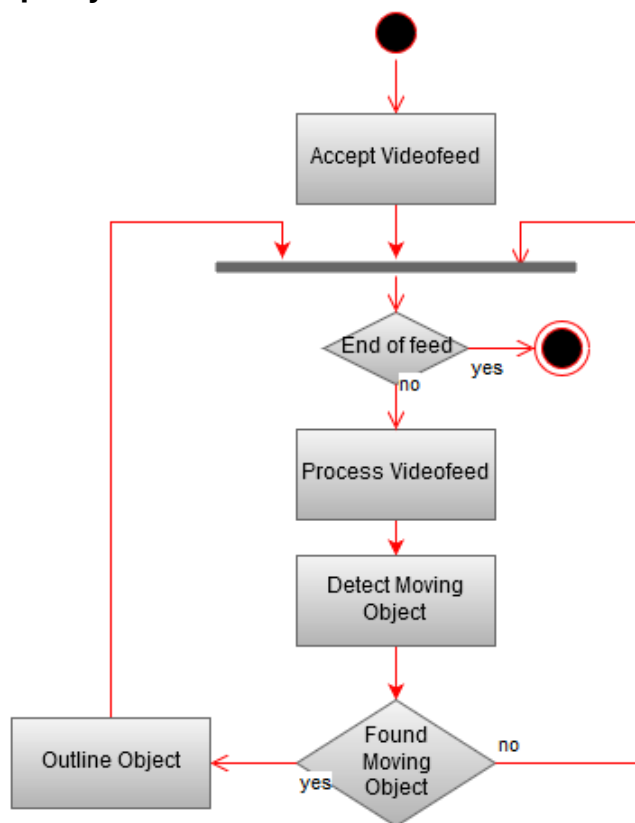 Accept Videofeed
End of feed
yes
no
Process Videofeed
Detect Moving
Object
Found
Moving
Object
no
yes
Outline Object